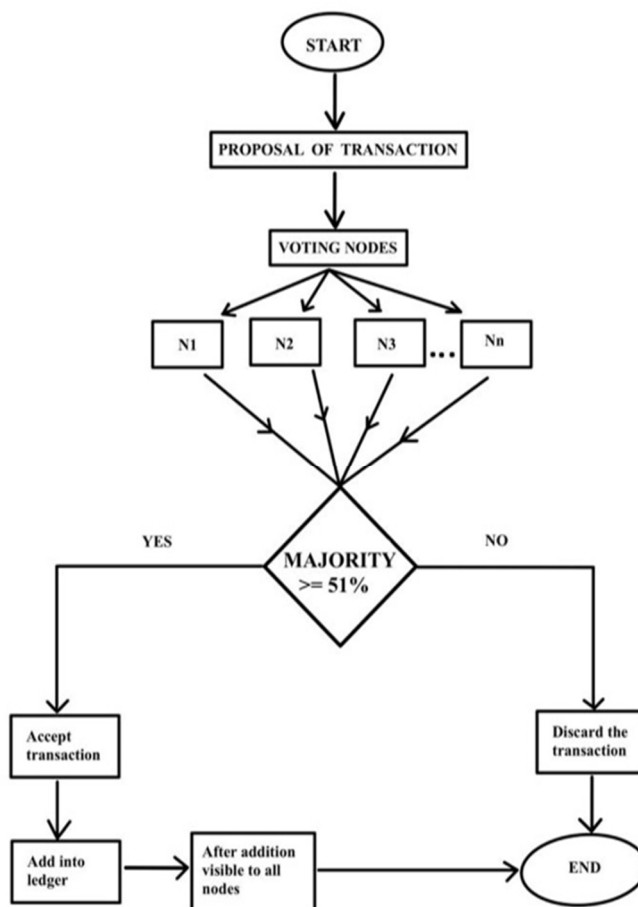 START
PROPOSAL OF TRANSACTION
VOTING NODES
N1
N2
N3
...
Nn
YES
NO
MAJORITY
>= 51%
Accept
transaction
Discard the
transaction
Add into
ledger
After addition
visible to all
nodes
END